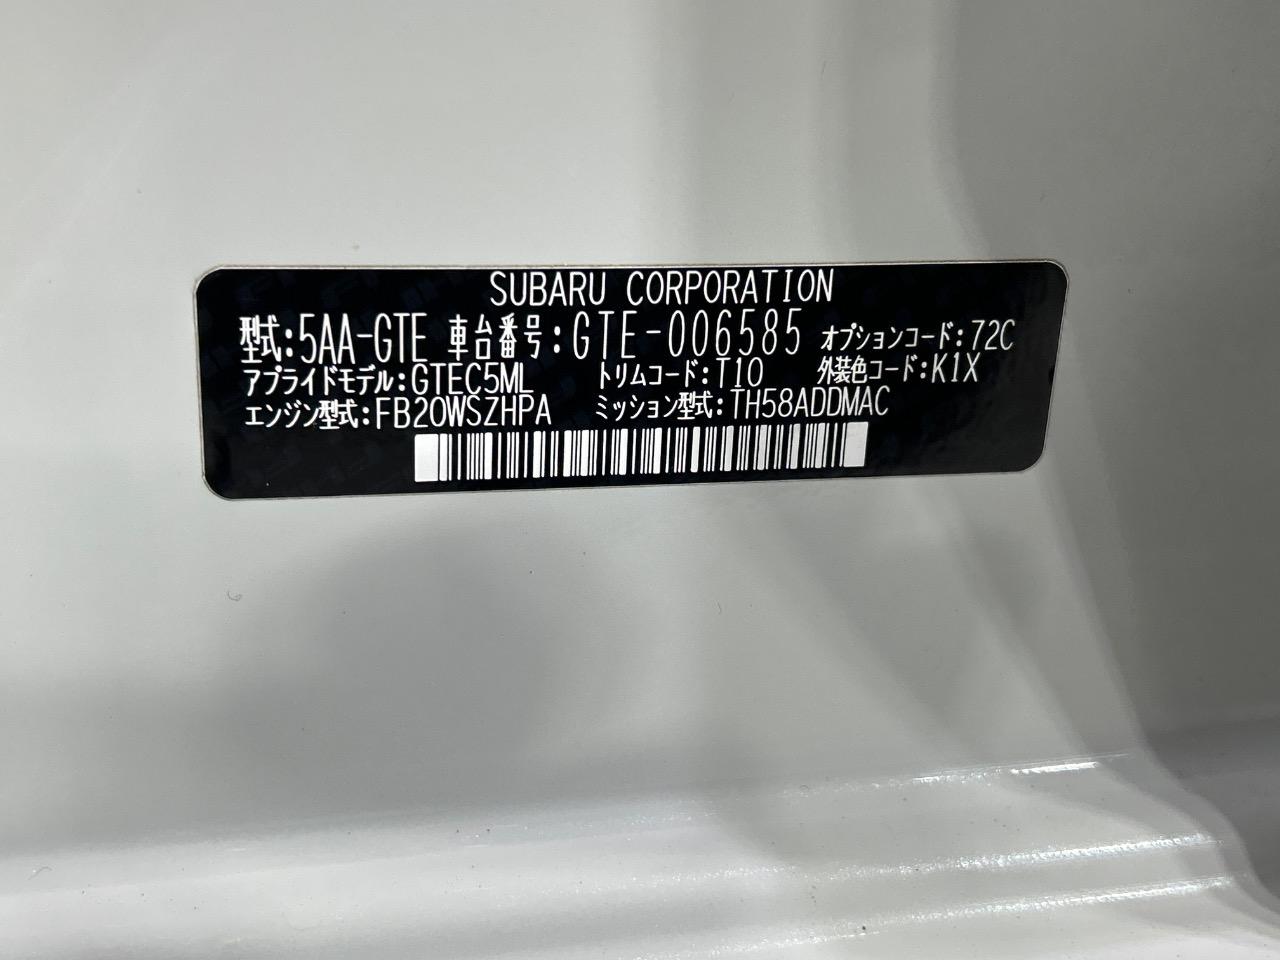 SUBARU CORPORATION
型式:5AA-GTE 車台番号:GTE-006585 オプションコード:72C
アプライドモデル:GTEC5ML トリムコード:T10 外装色コード:K1X
エンジン型式:FB20WSZHPA ミッション型式:TH58ADDMAC